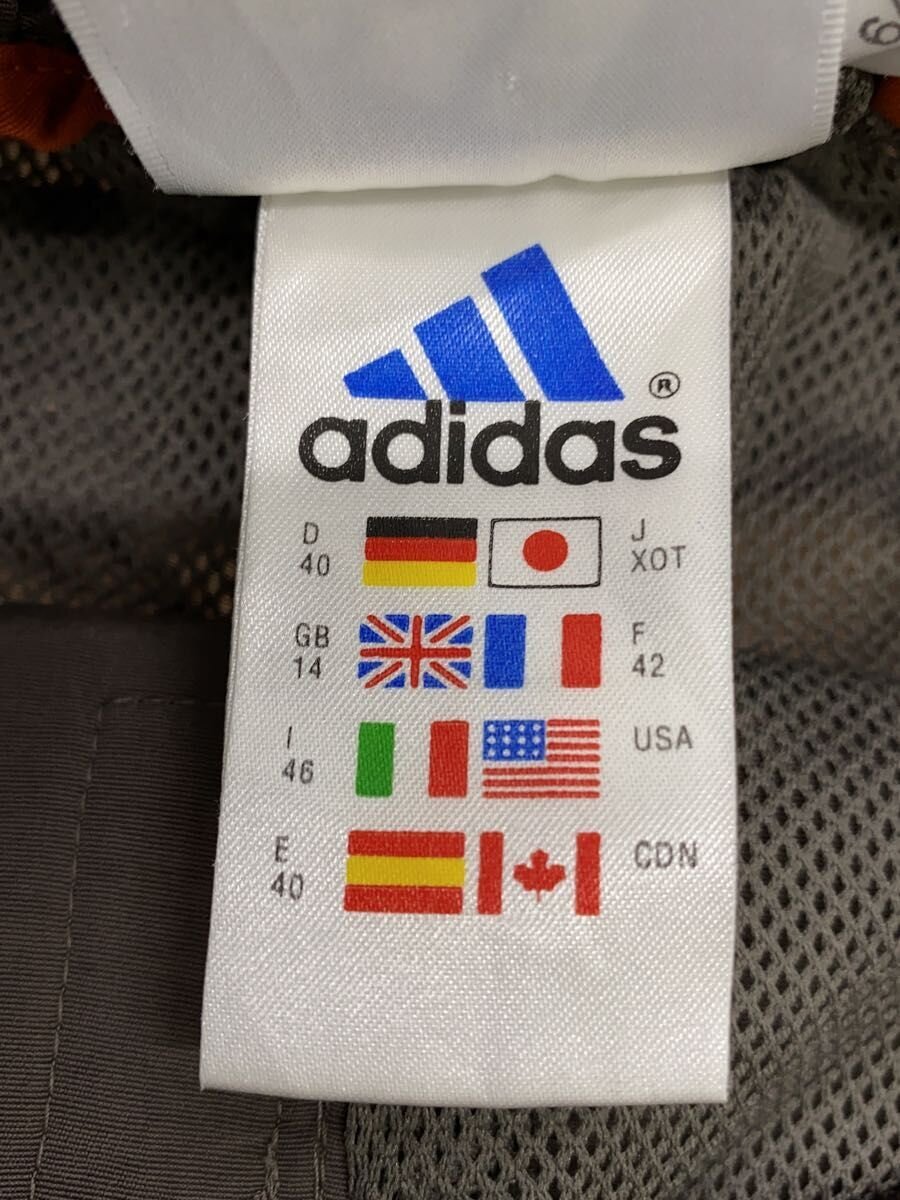 adidas®
D
40
J
XOT
GB
14
F
42
I
46
USA
E
40
CDN